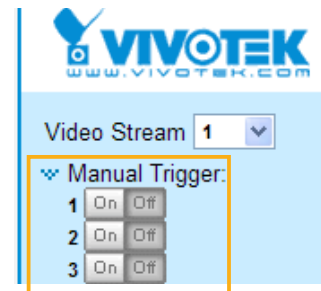 VIVOTEK
www.vivotek.com
Video Stream 1
Manual Trigger:
1 On Off
2 On Off
3 On Off